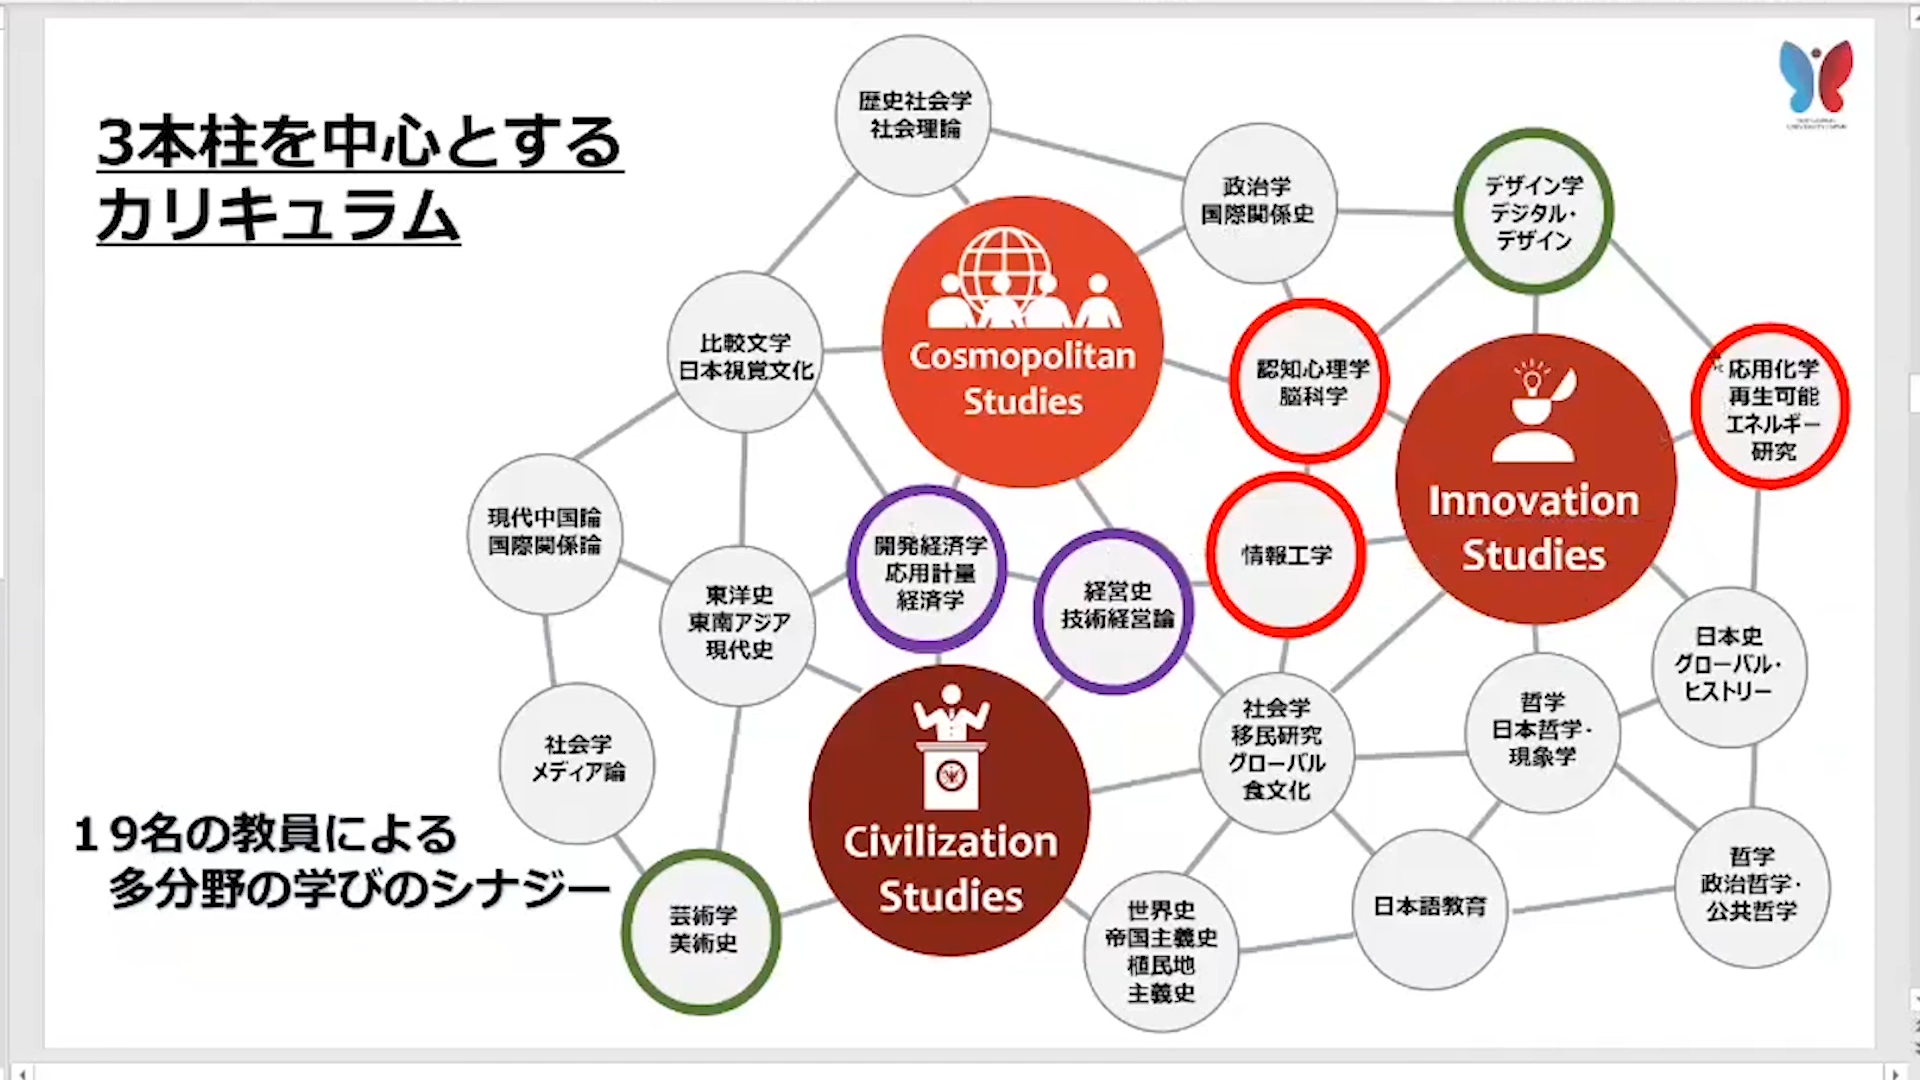 3本柱を中心とする
カリキュラム
歴史社会学
社会理論
政治学
国際関係史
デザイン学
デジタル・
デザイン
Cosmopolitan
Studies
比較文学
日本視覚文化
認知心理学
脳科学
応用化学
再生可能
エネルギー
研究
Innovation
Studies
現代中国論
国際関係論
開発経済学
応用計量
経済学
経営史
技術経営論
情報工学
東洋史
東南アジア
現代史
日本史
グローバル・
ヒストリー
社会学
メディア論
社会学
移民研究
グローバル
食文化
哲学
日本哲学・
現象学
Civilization
Studies
19名の教員による
多分野の学びのシナジー
芸術学
美術史
世界史
帝国主義史
植民地
主義史
日本語教育
哲学
政治哲学・
公共哲学